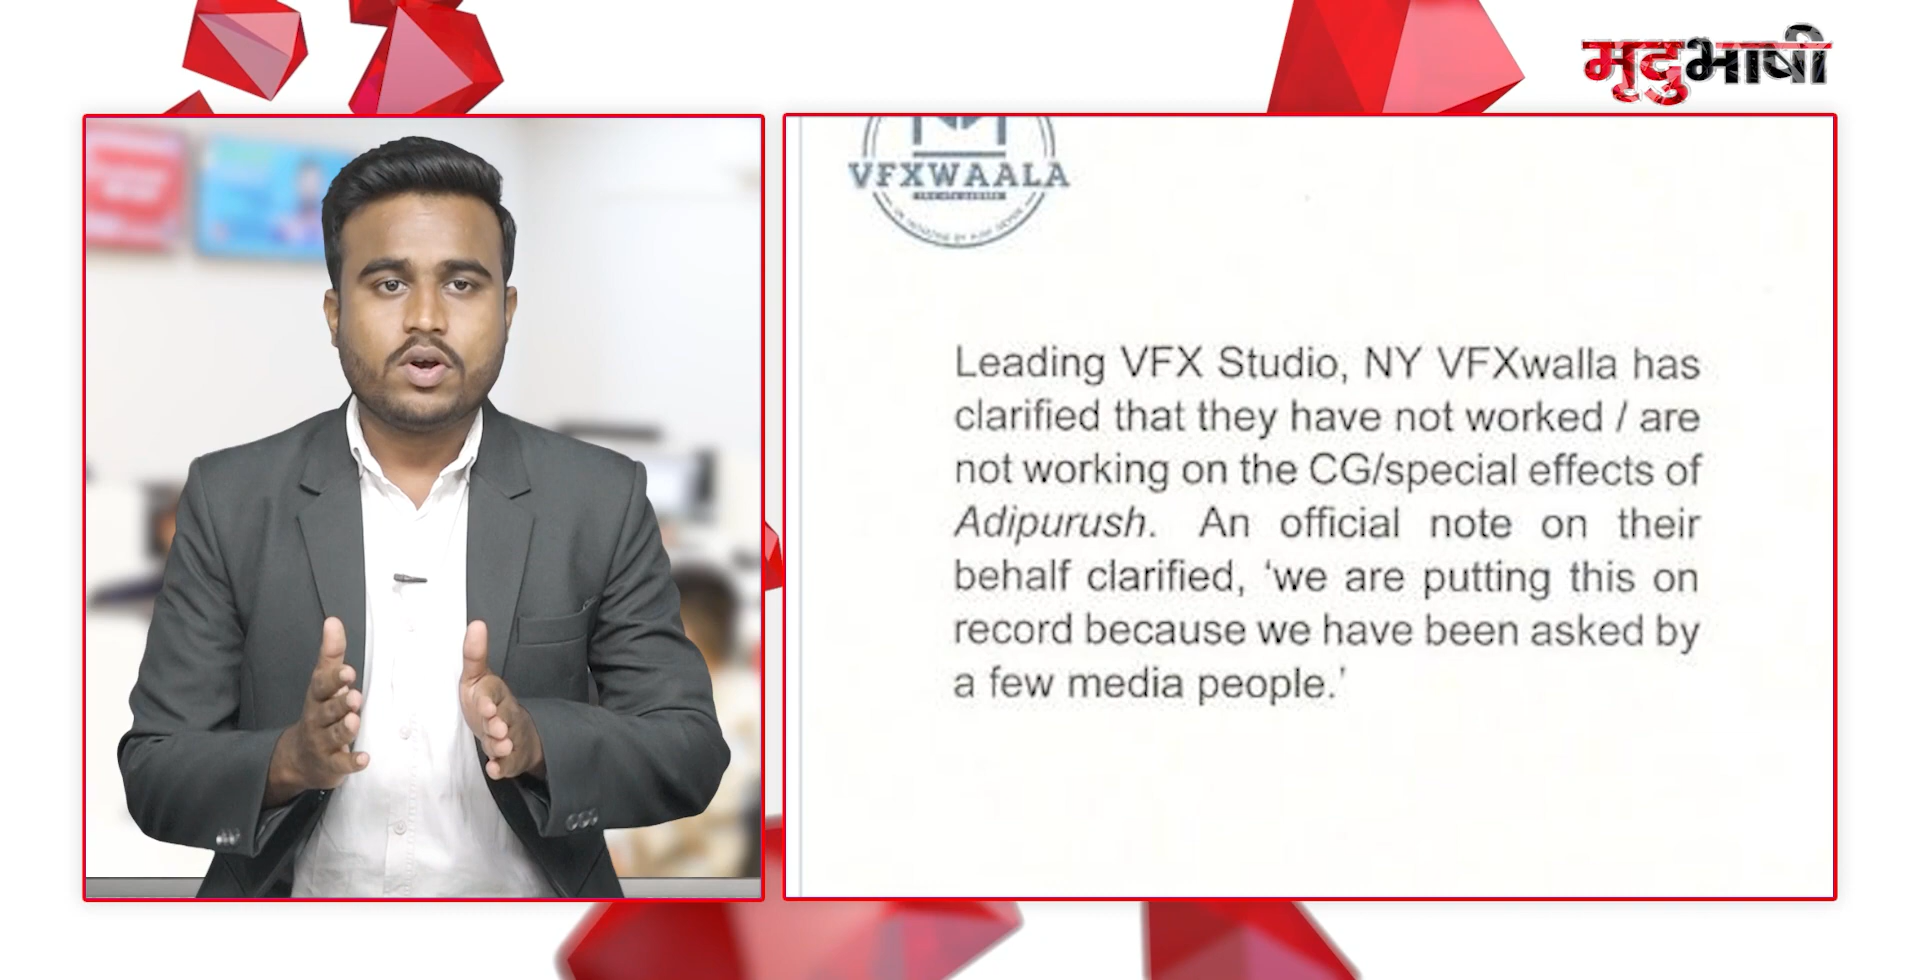 मृदुभाषी
VFXWAALA
Leading VFX Studio, NY VFXwalla has
clarified that they have not worked / are
not working on the CG/special effects of
Adipurush. An official note on their
behalf clarified, ‘we are putting this on
record because we have been asked by
a few media people.’